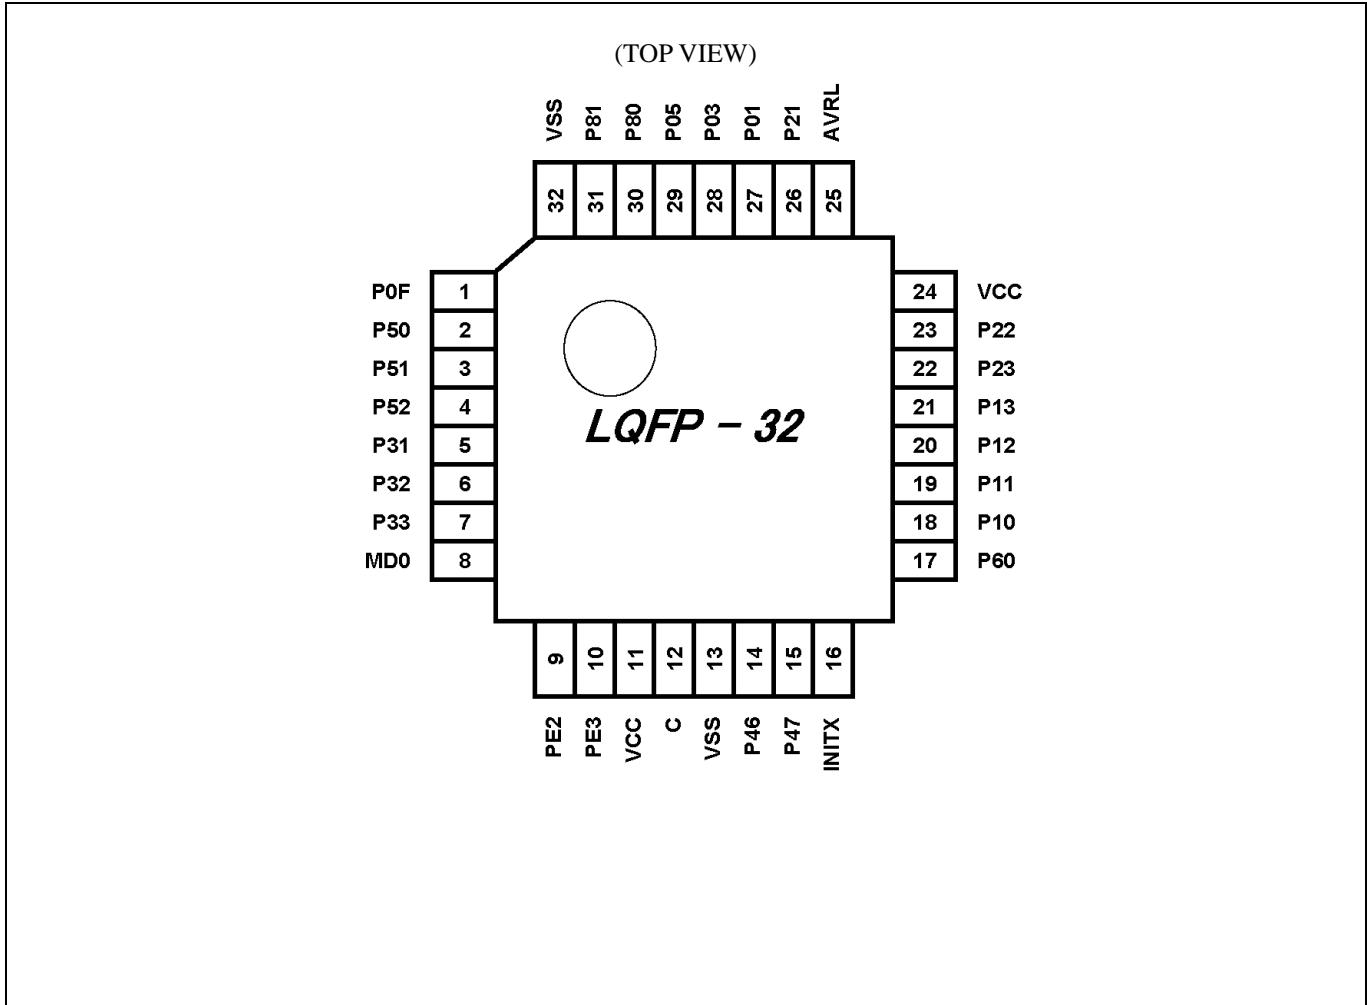 (TOP VIEW)
VSS P81 P80 P05 P03 P01 P21 AVRL
32 31 30 29 28 27 26 25
P0F 1 24 VCC
P50 2 23 P22
P51 3 22 P23
P52 4 21 P13
LQFP - 32
P31 5 20 P12
P32 6 19 P11
P33 7 18 P10
MD0 8 17 P60
9 10 11 12 13 14 15 16
PE2 PE3 VCC C VSS P46 P47 INITX